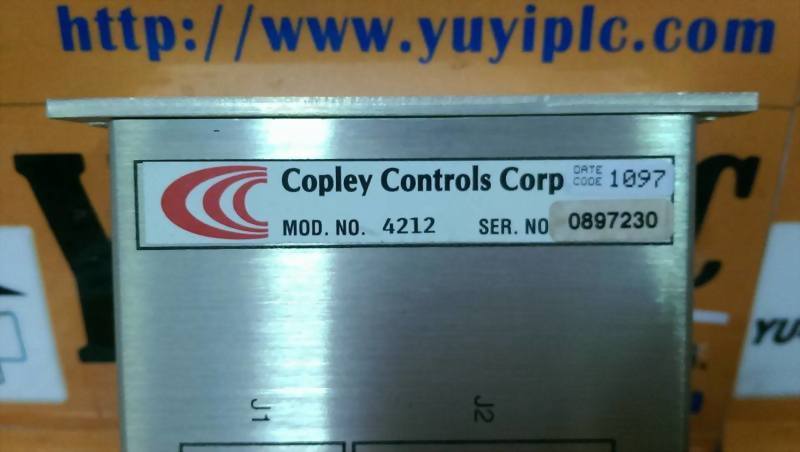 http://www.yuyiplc.com
Copley Controls Corp
DATE CODE 1097
MOD. NO. 4212 SER. NO 0897230
J1 J2